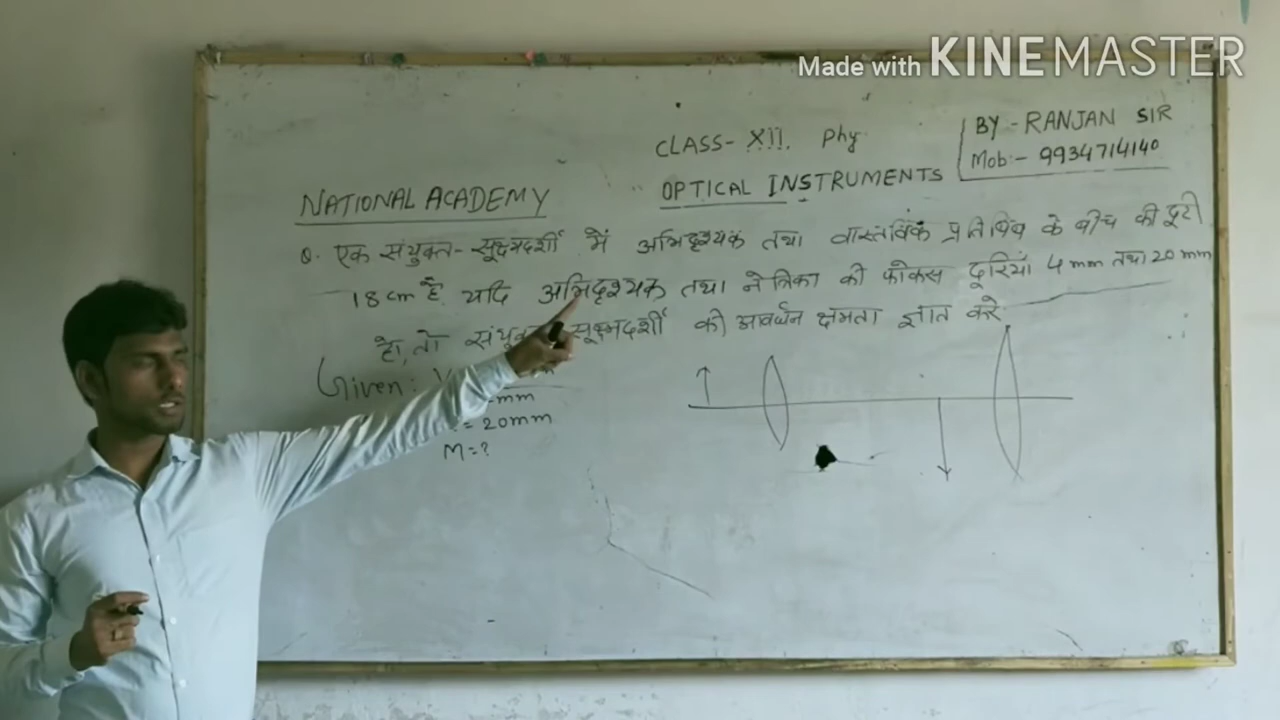 Made with KINEMASTER
BY - RANJAN SIR
Mob:- 9934714140
CLASS- XII. Phy
OPTICAL INSTRUMENTS
NATIONAL ACADEMY
Q. एक संयुक्त-सूक्ष्मदर्शी में अभिदृश्यक तथा वास्तविक प्रतिबिंब के बीच की दूरी
18 cm है यदि अभिदृश्यक तथा नेत्रिका की फोकस दूरियाँ 4 mm तथा 20 mm
हो, तो सूक्ष्मदर्शी की आवर्धन क्षमता ज्ञात करे
Given:
mm
= 20mm
M=?